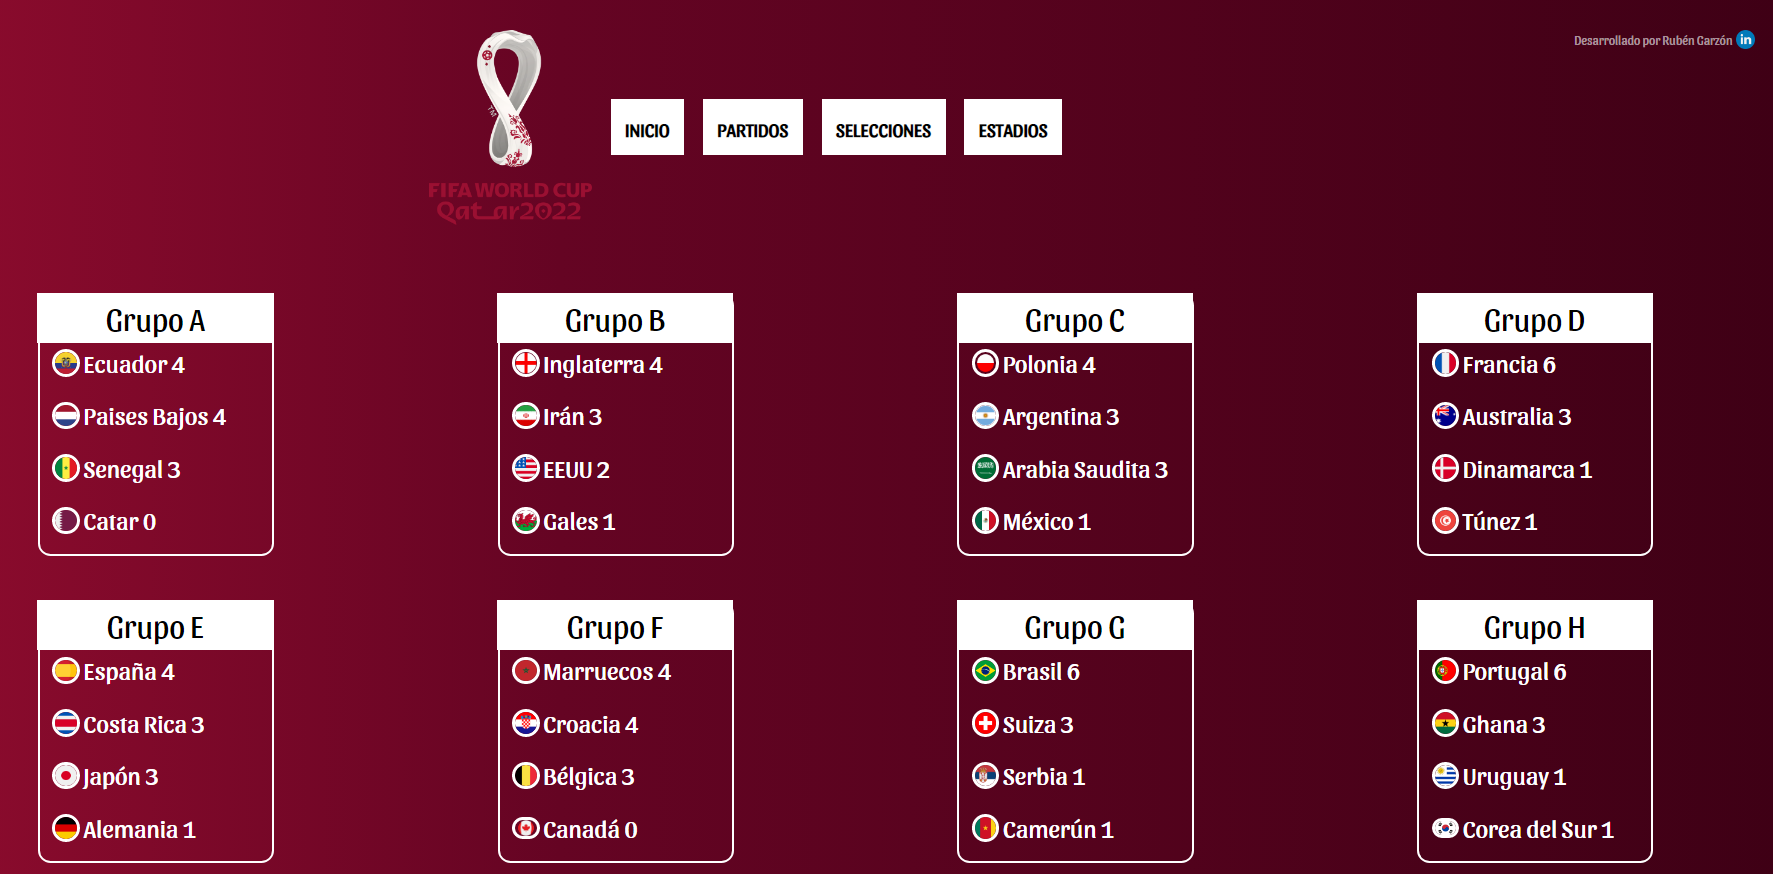 Desarrollado por Rubén Garzón in
INICIO PARTIDOS SELECCIONES ESTADIOS
FIFA WORLD CUP
Qatar2022
Grupo A
Ecuador 4
Paises Bajos 4
Senegal 3
Catar 0
Grupo B
Inglaterra 4
Irán 3
EEUU 2
Gales 1
Grupo C
Polonia 4
Argentina 3
Arabia Saudita 3
México 1
Grupo D
Francia 6
Australia 3
Dinamarca 1
Túnez 1
Grupo E
España 4
Costa Rica 3
Japón 3
Alemania 1
Grupo F
Marruecos 4
Croacia 4
Bélgica 3
Canadá 0
Grupo G
Brasil 6
Suiza 3
Serbia 1
Camerún 1
Grupo H
Portugal 6
Ghana 3
Uruguay 1
Corea del Sur 1